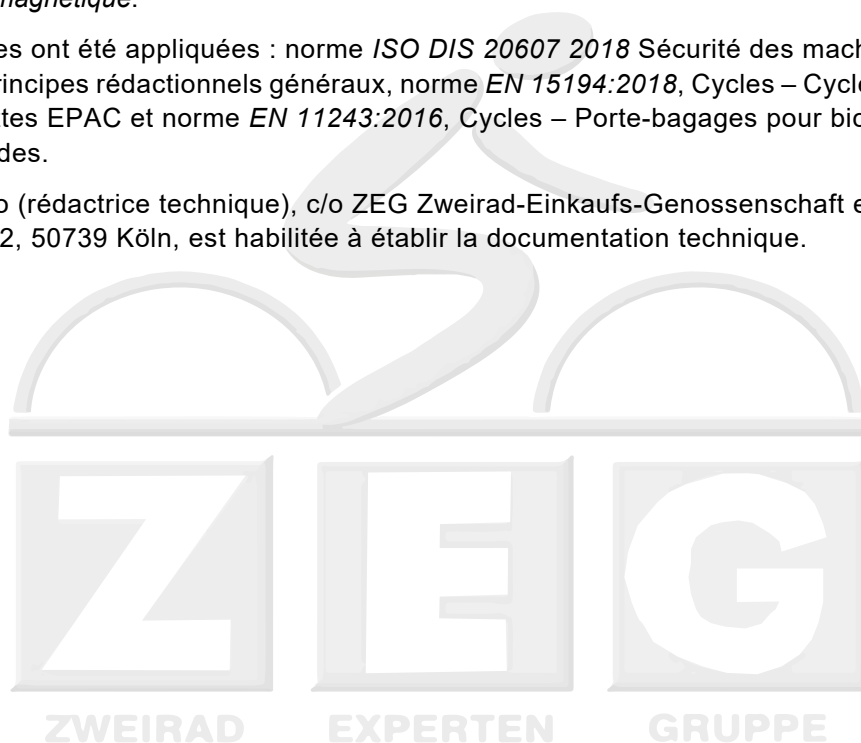 magnétique.
es ont été appliquées : norme ISO DIS 20607 2018 Sécurité des mach
rincipes rédactionnels généraux, norme EN 15194:2018, Cycles – Cycle
tes EPAC et norme EN 11243:2016, Cycles – Porte-bagages pour bic
des.
o (rédactrice technique), c/o ZEG Zweirad-Einkaufs-Genossenschaft e
2, 50739 Köln, est habilitée à établir la documentation technique.
ZEG
ZWEIRAD EXPERTEN GRUPPE